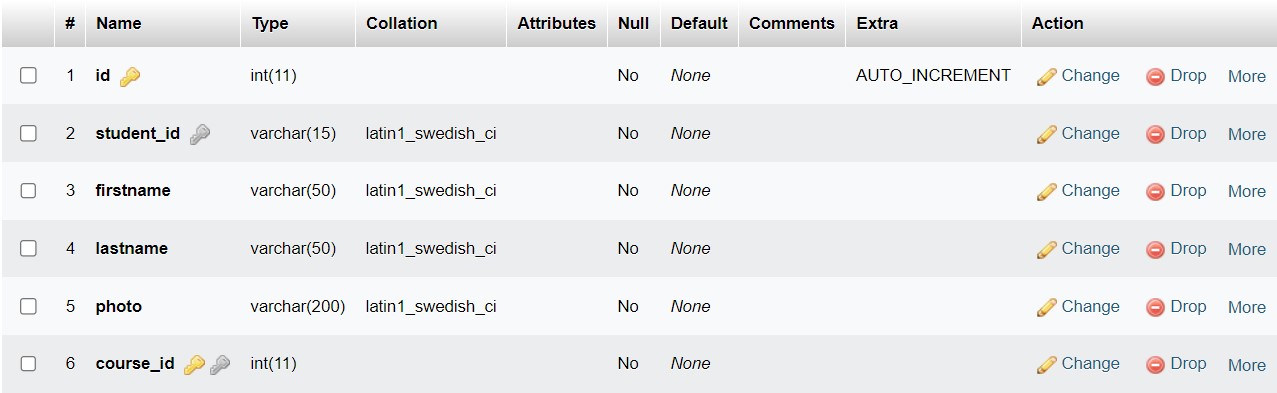 # Name Type Collation Attributes Null Default Comments Extra Action
1 id int(11) No None AUTO_INCREMENT Change Drop More
2 student_id varchar(15) latin1_swedish_ci No None Change Drop More
3 firstname varchar(50) latin1_swedish_ci No None Change Drop More
4 lastname varchar(50) latin1_swedish_ci No None Change Drop More
5 photo varchar(200) latin1_swedish_ci No None Change Drop More
6 course_id int(11) No None Change Drop More